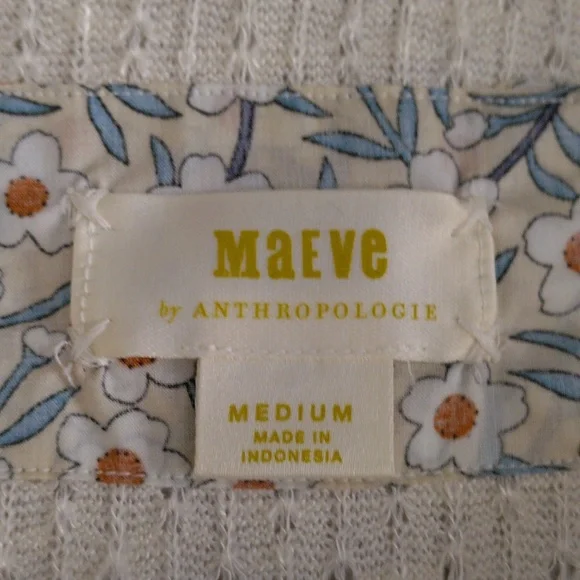 MaEVe
by ANTHROPOLOGIE
MEDIUM
MADE IN
INDONESIA